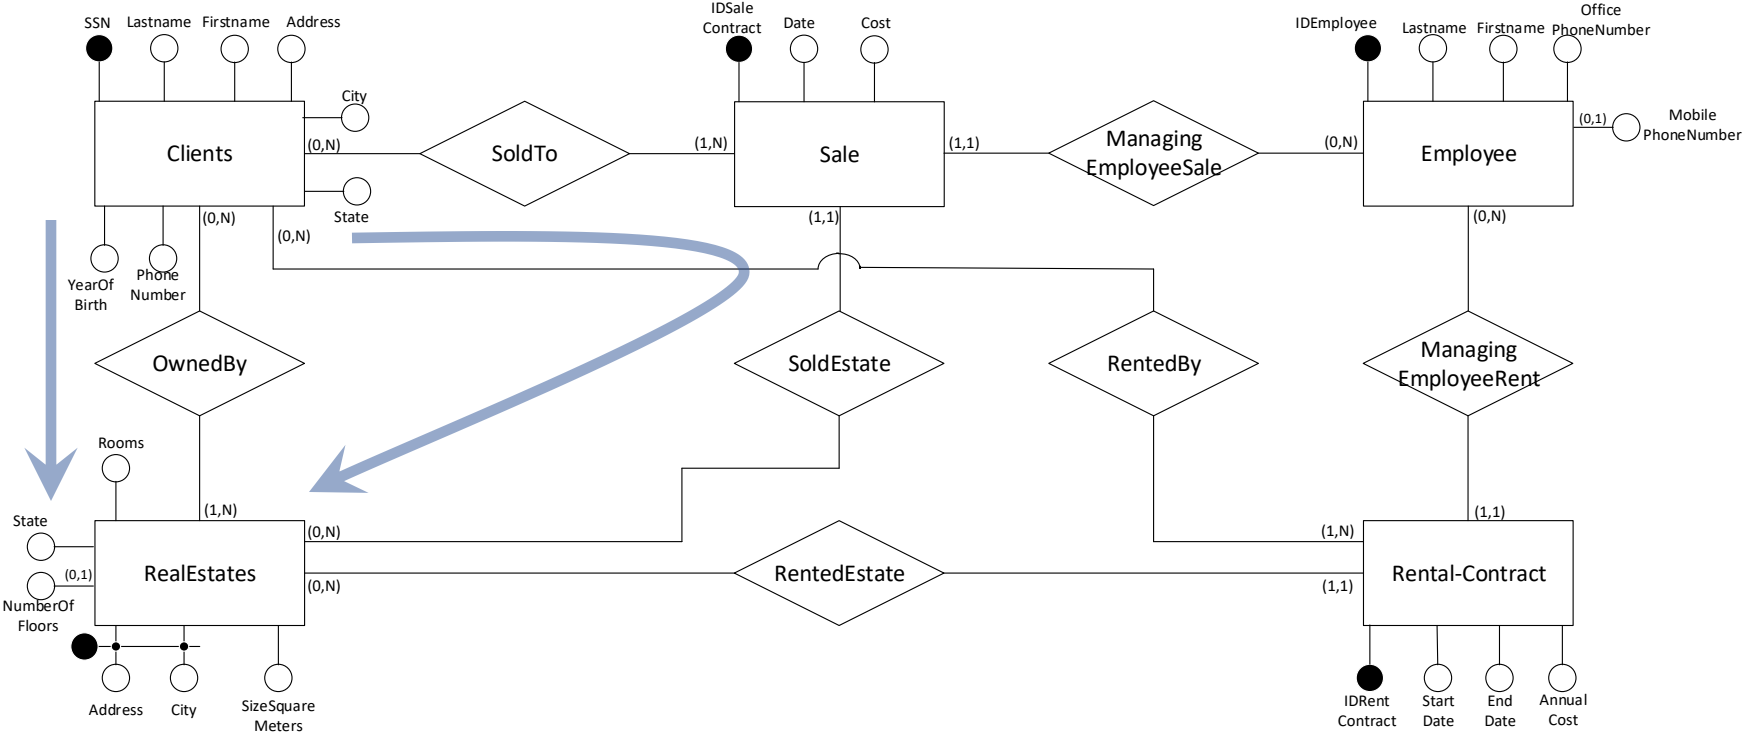 SSN
Lastname
Firstname
Address
IDSale
Contract
Date
Cost
IDEmployee
Lastname
Firstname
Office
PhoneNumber
City
(0,N)
Clients
SoldTo
(1,N)
Sale
(1,1)
Managing
EmployeeSale
(0,N)
Employee
(0,1)
Mobile
PhoneNumber
State
(0,N)
(0,N)
(1,1)
(0,N)
YearOf
Birth
Phone
Number
OwnedBy
SoldEstate
RentedBy
Managing
EmployeeRent
Rooms
(1,N)
(1,1)
State
(0,N)
(1,N)
(0,1)
RealEstates
RentedEstate
Rental-Contract
(0,N)
(1,1)
NumberOf
Floors
Address
City
SizeSquare
Meters
IDRent
Contract
Start
Date
End
Date
Annual
Cost